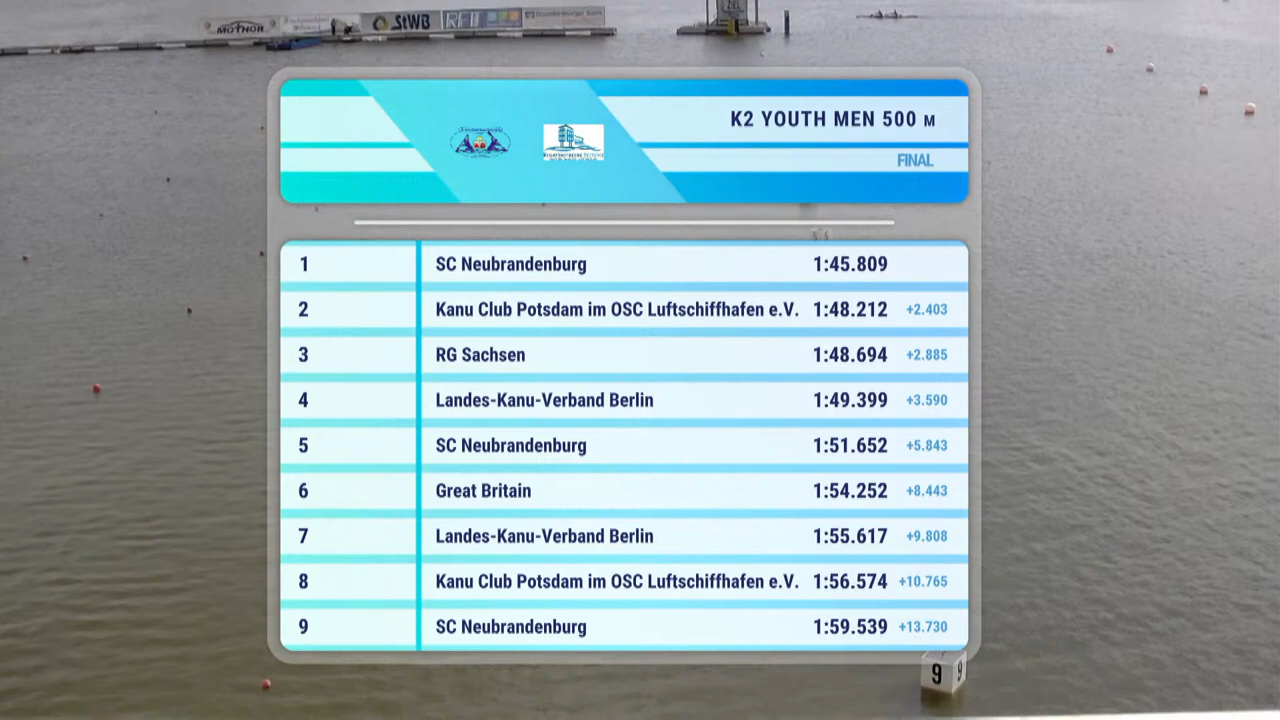 MOTHOR
StWB
RFT
ZIEL
K2 YOUTH MEN 500 M
FINAL
1 SC Neubrandenburg 1:45.809
2 Kanu Club Potsdam im OSC Luftschiffhafen e.V. 1:48.212 +2.403
3 RG Sachsen 1:48.694 +2.885
4 Landes-Kanu-Verband Berlin 1:49.399 +3.590
5 SC Neubrandenburg 1:51.652 +5.843
6 Great Britain 1:54.252 +8.443
7 Landes-Kanu-Verband Berlin 1:55.617 +9.808
8 Kanu Club Potsdam im OSC Luftschiffhafen e.V. 1:56.574 +10.765
9 SC Neubrandenburg 1:59.539 +13.730
9 9